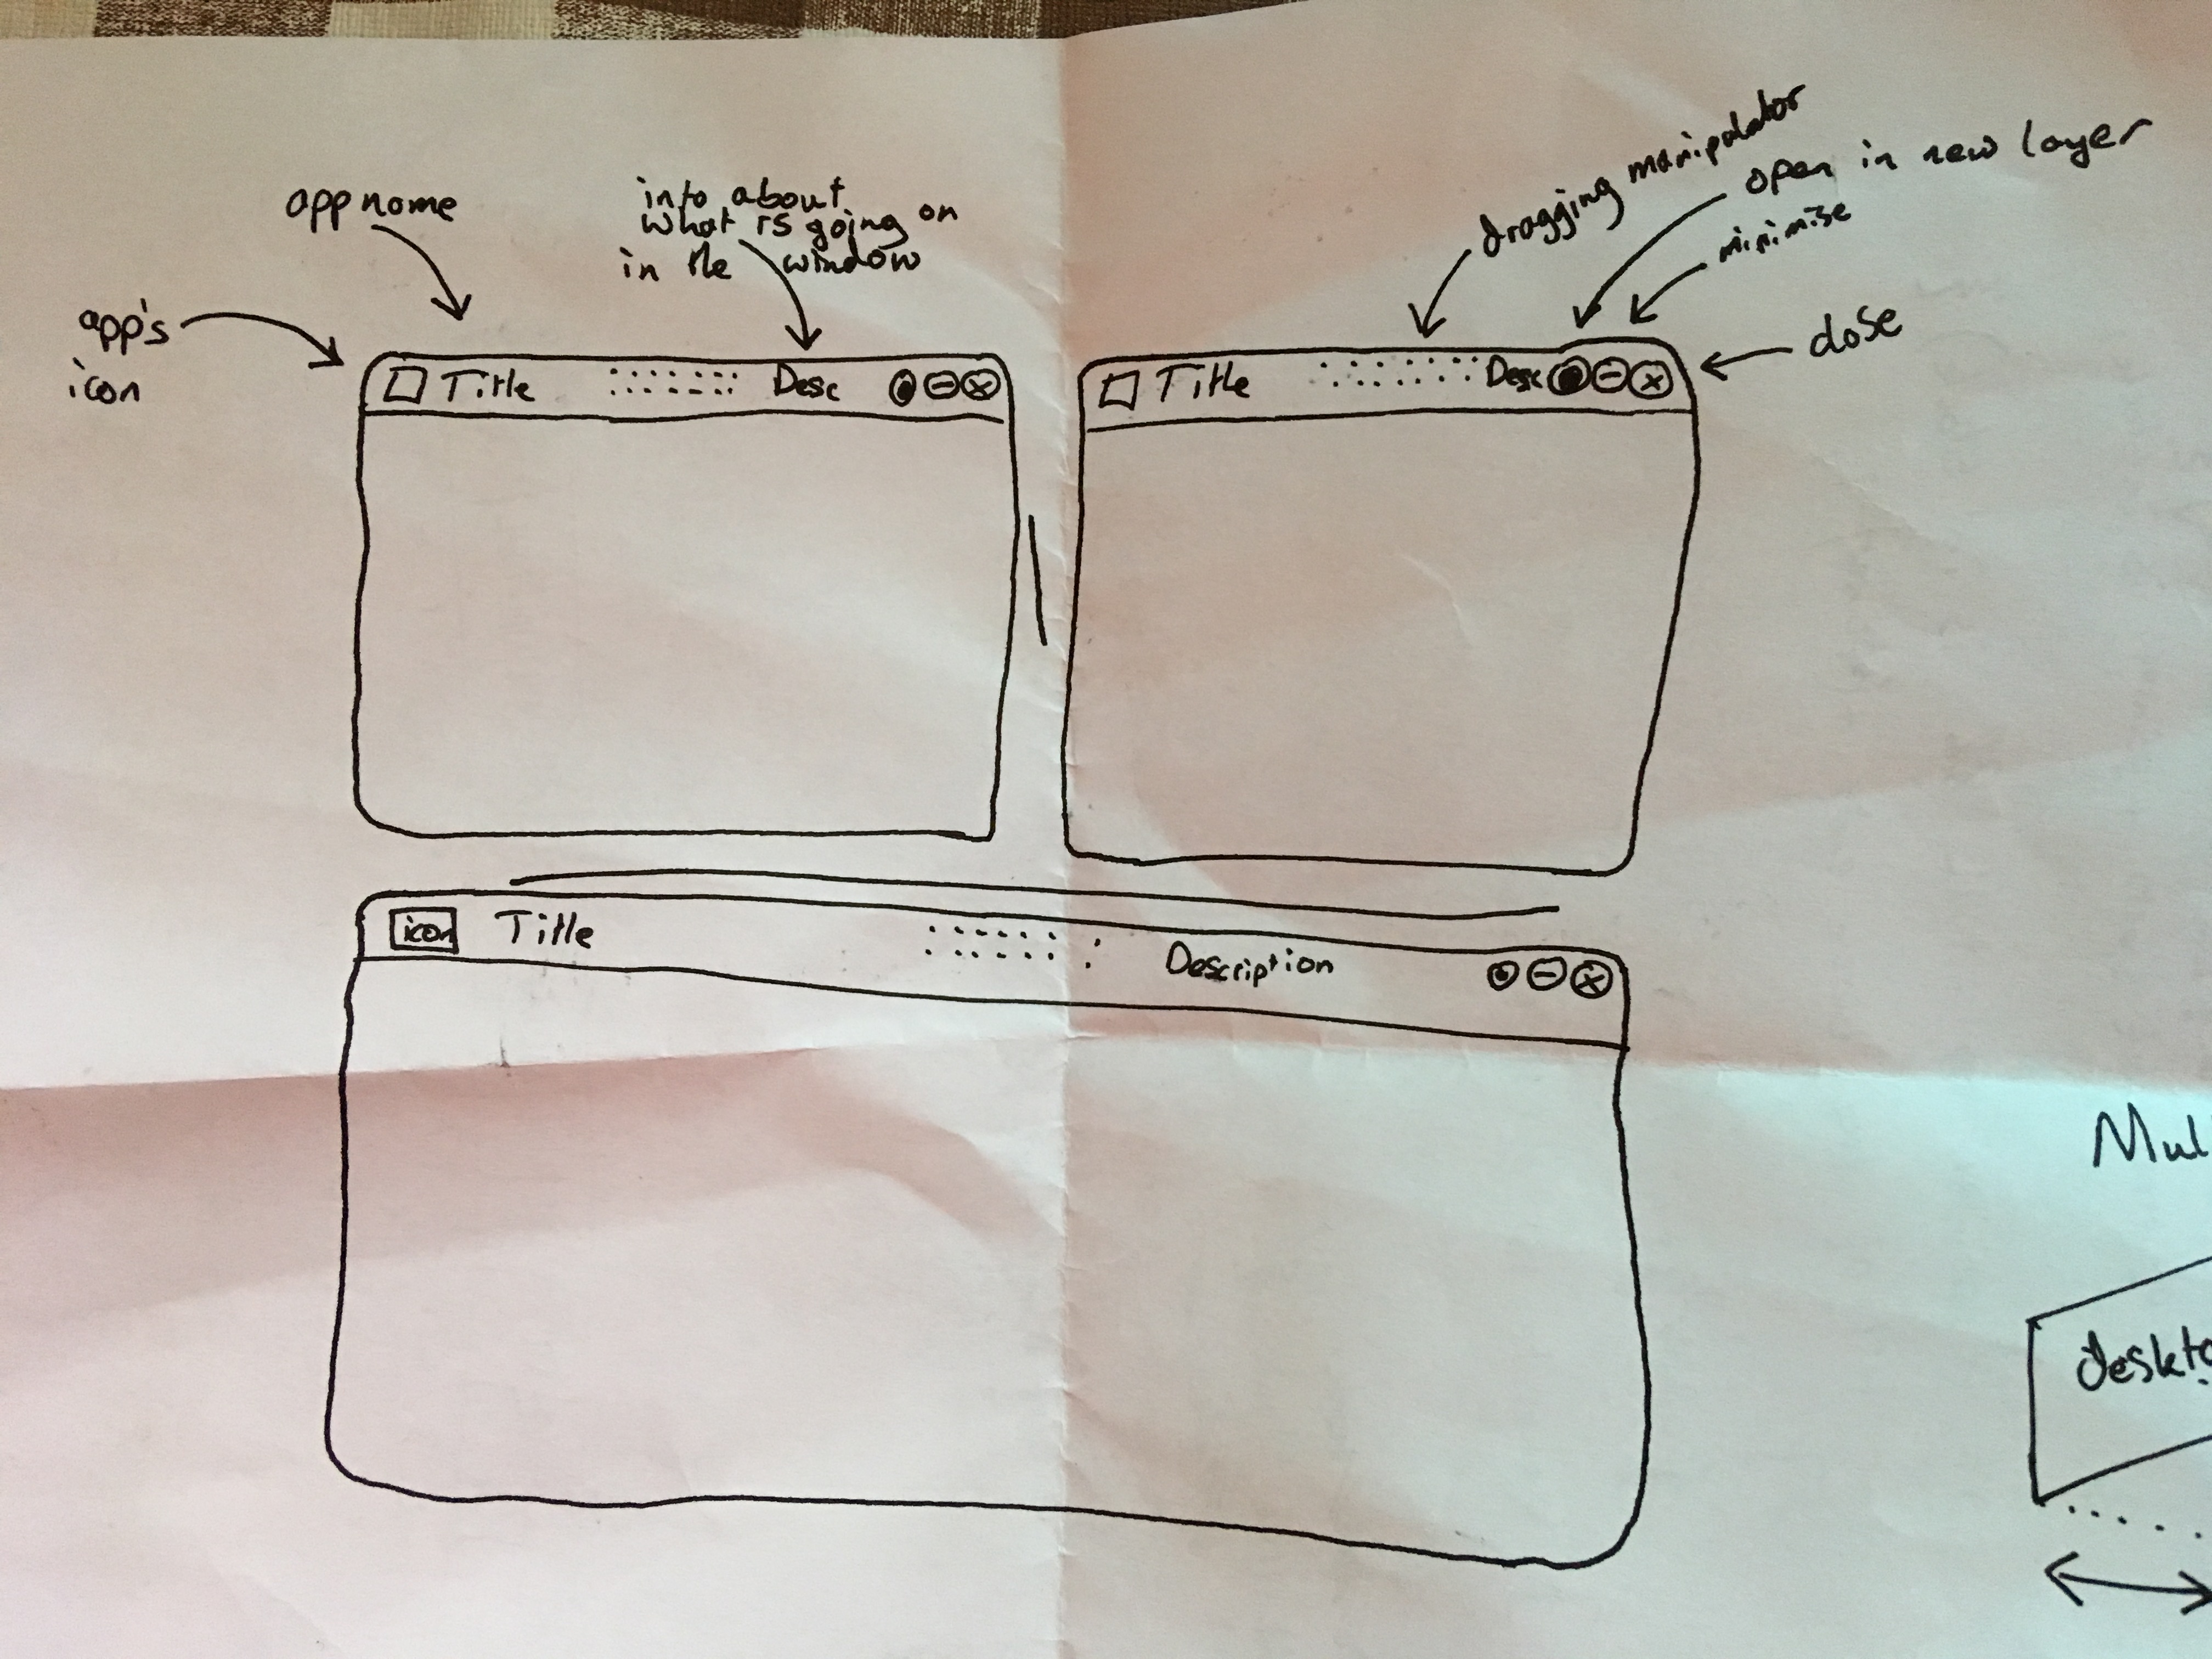 app's
icon
app name
info about
what is going on
in the window
dragging manipulator
open in new layer
minimise
close
Title
Desc
Title
Desc
icon
Title
Description
Mul
deskto